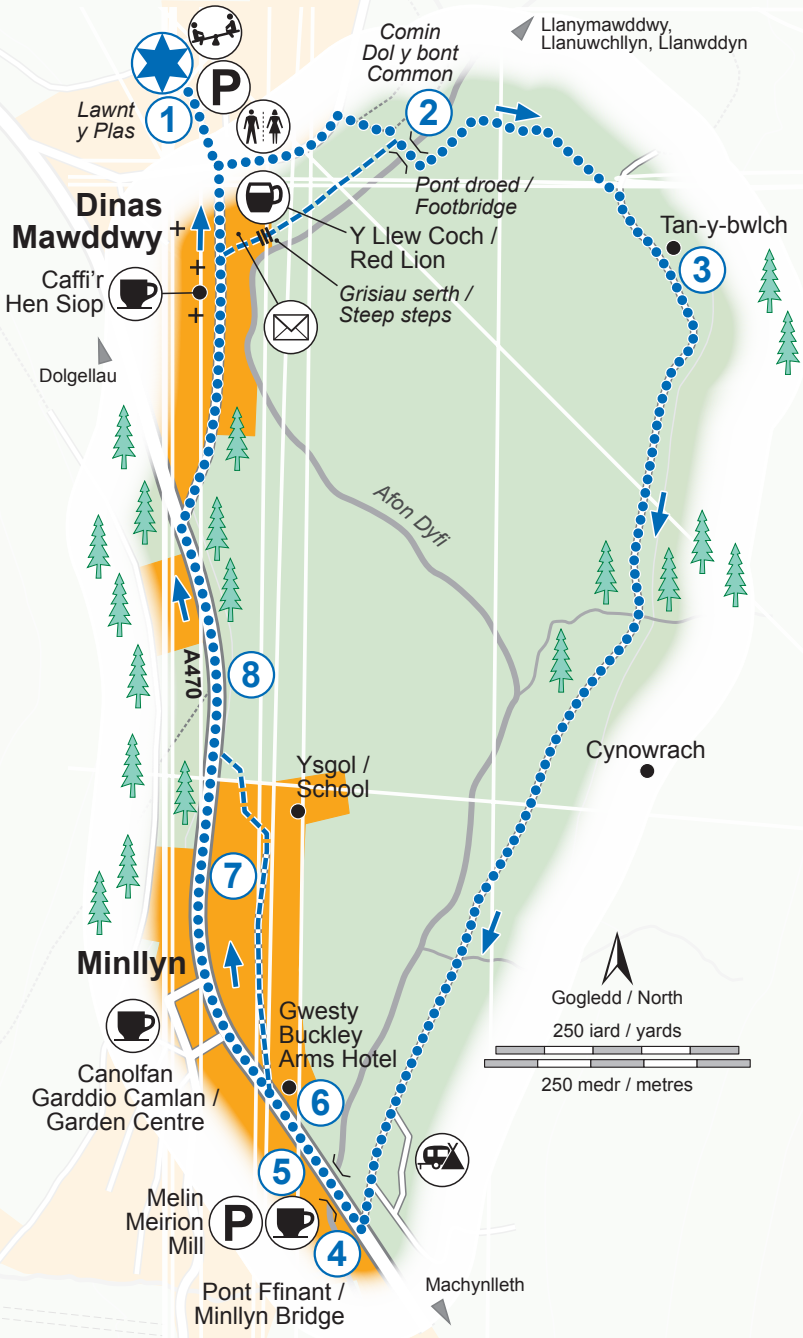 Comin
Dol y bont
Common
Llanymawddwy,
Llanuwchllyn, Llanwddyn
P
1
Lawnt
y Plas
2
Pont droed /
Footbridge
Dinas
Mawddwy
Y Llew Coch /
Red Lion
Tan-y-bwlch
3
Caffi'r
Hen Siop
Grisiau serth /
Steep steps
Dolgellau
Afon Dyfi
A470
8
Ysgol /
School
Cynowrach
7
Minllyn
Gogledd / North
250 iard / yards
250 medr / metres
Gwesty
Buckley
Arms Hotel
6
Canolfan
Garddio Camlan /
Garden Centre
5
Melin
Meirion
Mill
P
4
Pont Ffinant /
Minllyn Bridge
Machynlleth